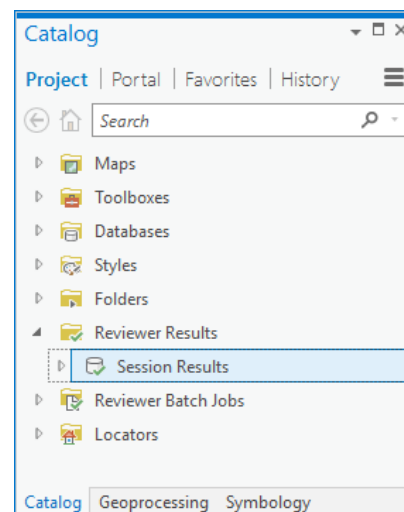 Catalog
Project | Portal | Favorites | History
Search
Maps
Toolboxes
Databases
Styles
Folders
Reviewer Results
Session Results
Reviewer Batch Jobs
Locators
Catalog Geoprocessing Symbology